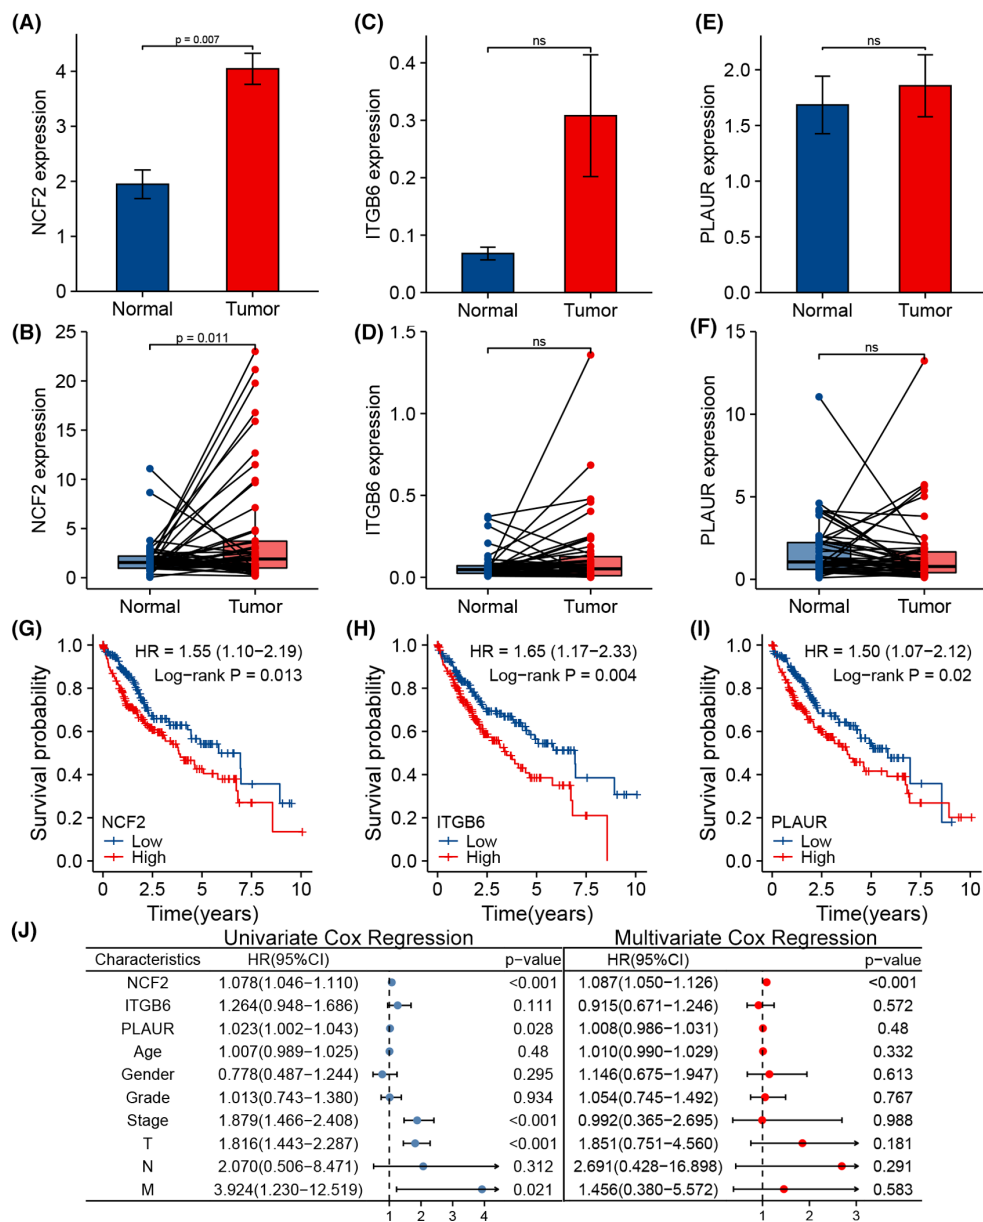 (A)
p = 0.007
NCF2 expression
4
3
2
1
0
Normal Tumor
(C)
ns
ITGB6 expression
0.4
0.3
0.2
0.1
0.0
Normal Tumor
(E)
ns
PLAUR expression
2.0
1.5
1.0
0.5
0.0
Normal Tumor
(B)
p = 0.011
NCF2 expression
25
20
15
10
5
0
Normal Tumor
(D)
ns
ITGB6 expression
1.5
1.0
0.5
0.0
Normal Tumor
(F)
ns
PLAUR expressioon
15
10
5
0
Normal Tumor
(G)
HR = 1.55 (1.10−2.19)
Log−rank P = 0.013
Survival probability
1.0
0.8
0.6
0.4
0.2
0.0
NCF2
Low
High
0 2.5 5 7.5 10
Time(years)
(H)
HR = 1.65 (1.17−2.33)
Log−rank P = 0.004
Survival probability
1.0
0.8
0.6
0.4
0.2
0.0
ITGB6
Low
High
0 2.5 5 7.5 10
Time(years)
(I)
HR = 1.50 (1.07−2.12)
Log−rank P = 0.02
Survival probability
1.0
0.8
0.6
0.4
0.2
0.0
PLAUR
Low
High
0 2.5 5 7.5 10
Time(years)
(J)
Univariate Cox Regression Multivariate Cox Regression
Characteristics HR(95%CI) p−value HR(95%CI) p−value
NCF2 1.078(1.046−1.110) <0.001 1.087(1.050−1.126) <0.001
ITGB6 1.264(0.948−1.686) 0.111 0.915(0.671−1.246) 0.572
PLAUR 1.023(1.002−1.043) 0.028 1.008(0.986−1.031) 0.48
Age 1.007(0.989−1.025) 0.48 1.010(0.990−1.029) 0.332
Gender 0.778(0.487−1.244) 0.295 1.146(0.675−1.947) 0.613
Grade 1.013(0.743−1.380) 0.934 1.054(0.745−1.492) 0.767
Stage 1.879(1.466−2.408) <0.001 0.992(0.365−2.695) 0.988
T 1.816(1.443−2.287) <0.001 1.851(0.751−4.560) 0.181
N 2.070(0.506−8.471) 0.312 2.691(0.428−16.898) 0.291
M 3.924(1.230−12.519) 0.021 1.456(0.380−5.572) 0.583
1 2 3 4 1 2 3